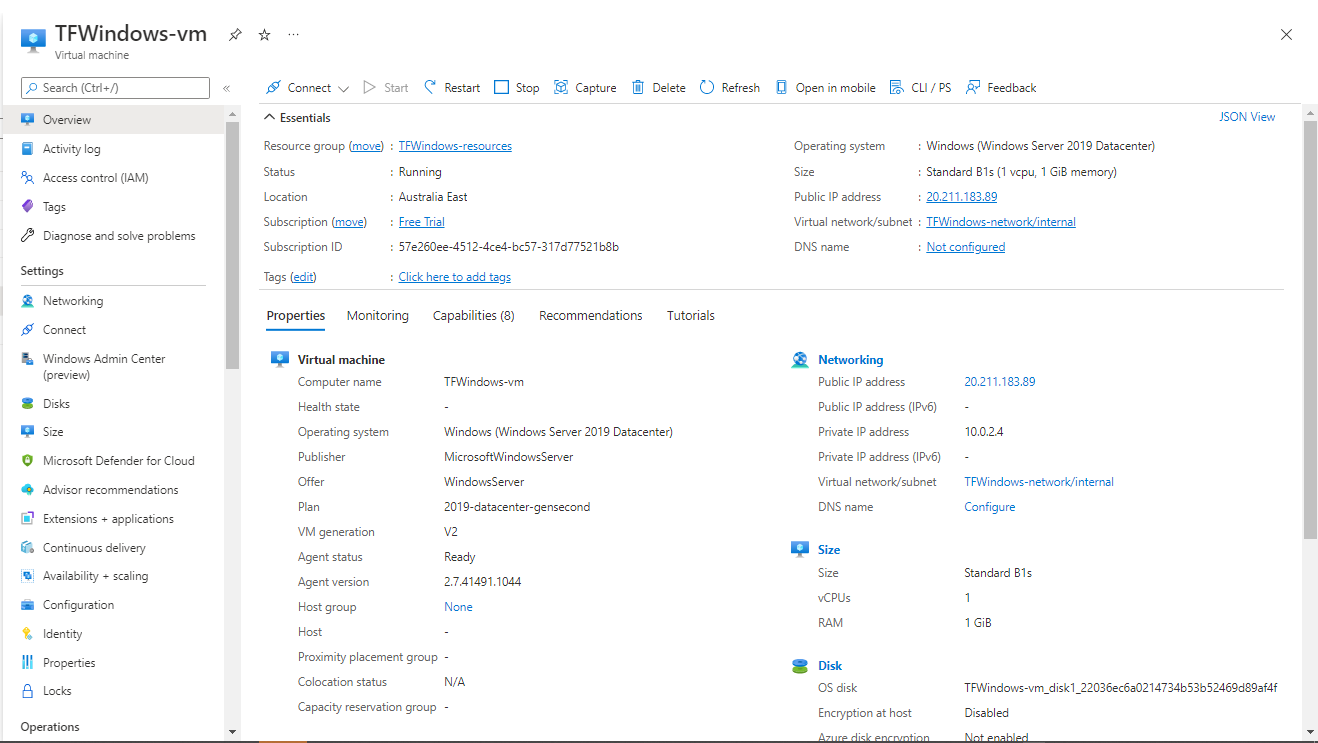 TFWindows-vm
Virtual machine
Search (Ctrl+/)
«
Connect
Start
Restart
Stop
Capture
Delete
Refresh
Open in mobile
CLI / PS
Feedback
Overview
Activity log
Access control (IAM)
Tags
Diagnose and solve problems
Settings
Networking
Connect
Windows Admin Center
(preview)
Disks
Size
Microsoft Defender for Cloud
Advisor recommendations
Extensions + applications
Continuous delivery
Availability + scaling
Configuration
Identity
Properties
Locks
Operations
Essentials
JSON View
Resource group (move) : TFWindows-resources
Status : Running
Location : Australia East
Subscription (move) : Free Trial
Subscription ID : 57e260ee-4512-4ce4-bc57-317d77521b8b
Tags (edit) : Click here to add tags
Operating system : Windows (Windows Server 2019 Datacenter)
Size : Standard B1s (1 vcpu, 1 GiB memory)
Public IP address : 20.211.183.89
Virtual network/subnet : TFWindows-network/internal
DNS name : Not configured
Properties
Monitoring
Capabilities (8)
Recommendations
Tutorials
Virtual machine
Computer name TFWindows-vm
Health state -
Operating system Windows (Windows Server 2019 Datacenter)
Publisher MicrosoftWindowsServer
Offer WindowsServer
Plan 2019-datacenter-gensecond
VM generation V2
Agent status Ready
Agent version 2.7.41491.1044
Host group None
Host -
Proximity placement group -
Colocation status N/A
Capacity reservation group -
Networking
Public IP address 20.211.183.89
Public IP address (IPv6) -
Private IP address 10.0.2.4
Private IP address (IPv6) -
Virtual network/subnet TFWindows-network/internal
DNS name Configure
Size
Size Standard B1s
vCPUs 1
RAM 1 GiB
Disk
OS disk TFWindows-vm_disk1_22036ec6a0214734b53b52469d89af4f
Encryption at host Disabled
Azure disk encryption Not enabled